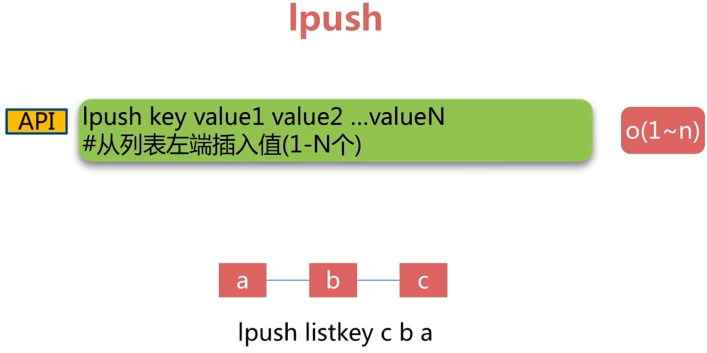 lpush
API
lpush key value1 value2 ...valueN
#从列表左端插入值(1-N个)
o(1~n)
a b c
lpush listkey c b a